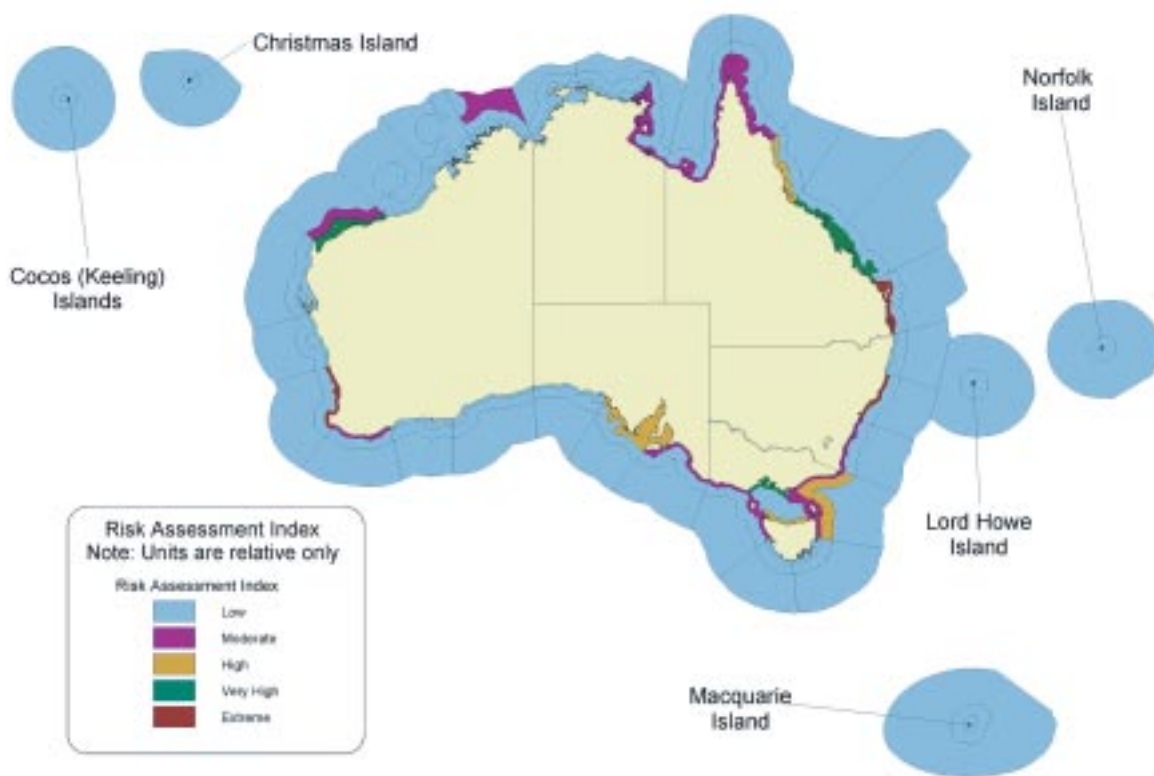 Christmas Island
Norfolk
Island
Cocos (Keeling)
Islands
Lord Howe
Island
Macquarie
Island
Risk Assessment Index
Note: Units are relative only
Risk Assessment Index
Low
Moderate
High
Very High
Extreme